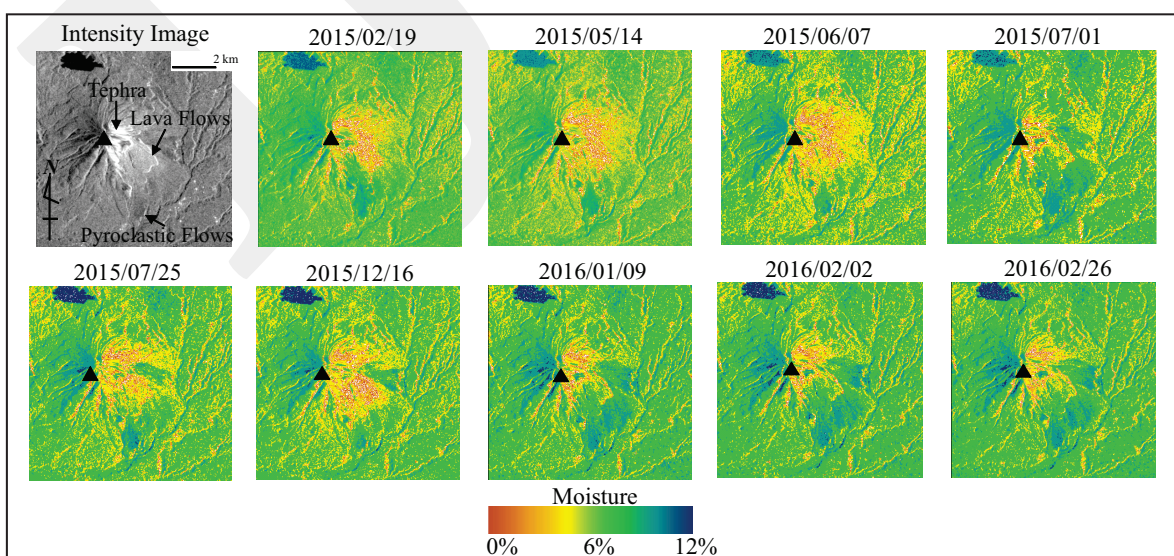 Intensity Image
2 km
Tephra
Lava Flows
N
Pyroclastic Flows
2015/02/19
2015/05/14
2015/06/07
2015/07/01
2015/07/25
2015/12/16
2016/01/09
2016/02/02
2016/02/26
Moisture
0% 6% 12%